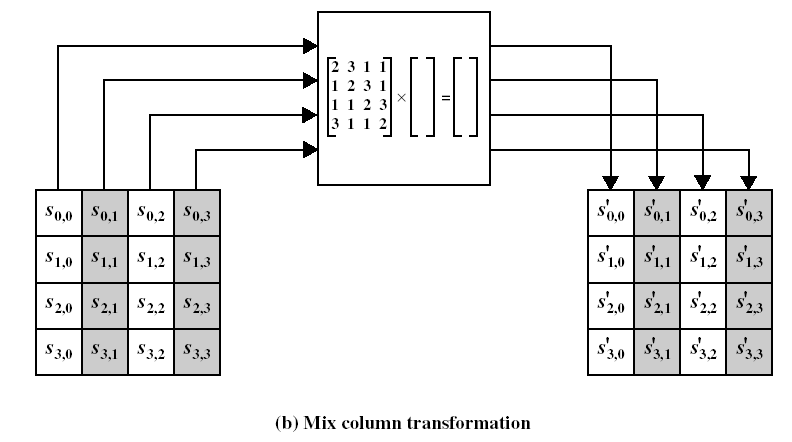 2 3 1 1
1 2 3 1
1 1 2 3
3 1 1 2
× =
s0,0 s0,1 s0,2 s0,3
s1,0 s1,1 s1,2 s1,3
s2,0 s2,1 s2,2 s2,3
s3,0 s3,1 s3,2 s3,3
s'0,0 s'0,1 s'0,2 s'0,3
s'1,0 s'1,1 s'1,2 s'1,3
s'2,0 s'2,1 s'2,2 s'2,3
s'3,0 s'3,1 s'3,2 s'3,3
(b) Mix column transformation